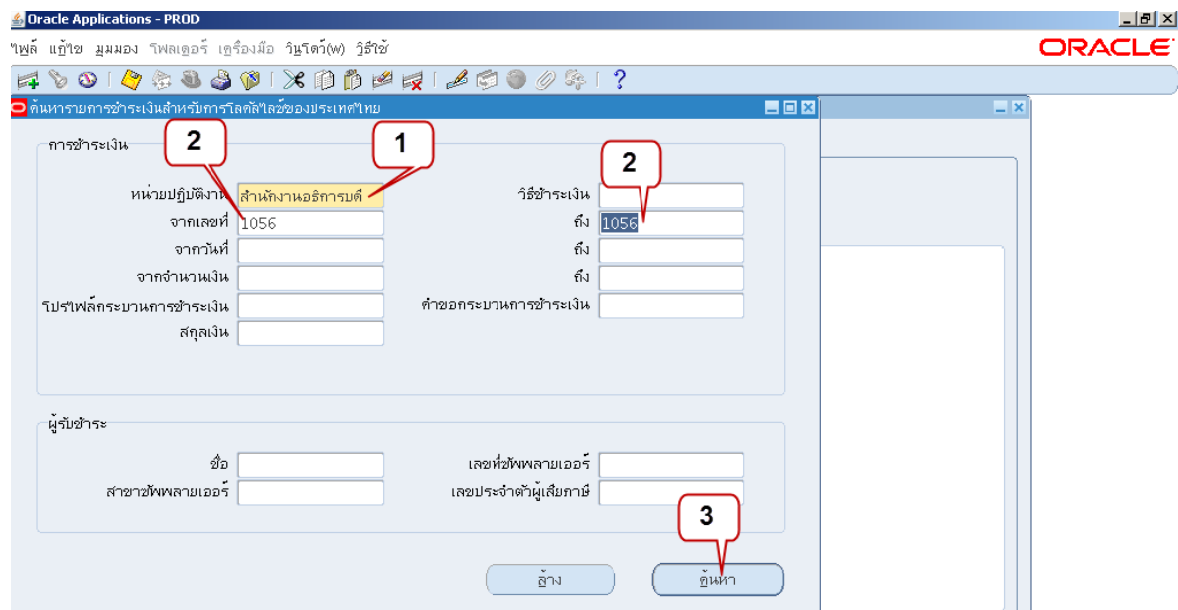 Oracle Applications - PROD
ไฟล์ แก้ไข มุมมอง โฟลเดอร์ เครื่องมือ วินโดว์(w) วิธีใช้
ORACLE
ค้นหารายการชำระเงินสำหรับการโลคัลไลซ์ของประเทศไทย
การชำระเงิน
2
1
2
หน่วยปฏิบัติงาน สำนักงานอธิการบดี วิธีชำระเงิน
จากเลขที่ 1056 ถึง 1056
จากวันที่ ถึง
จากจำนวนเงิน ถึง
โปรไฟล์กระบวนการชำระเงิน คำขอกระบวนการชำระเงิน
สกุลเงิน
ผู้รับชำระ
ชื่อ เลขที่ซัพพลายเออร์
สาขาซัพพลายเออร์ เลขประจำตัวผู้เสียภาษี
3
ล้าง ค้นหา